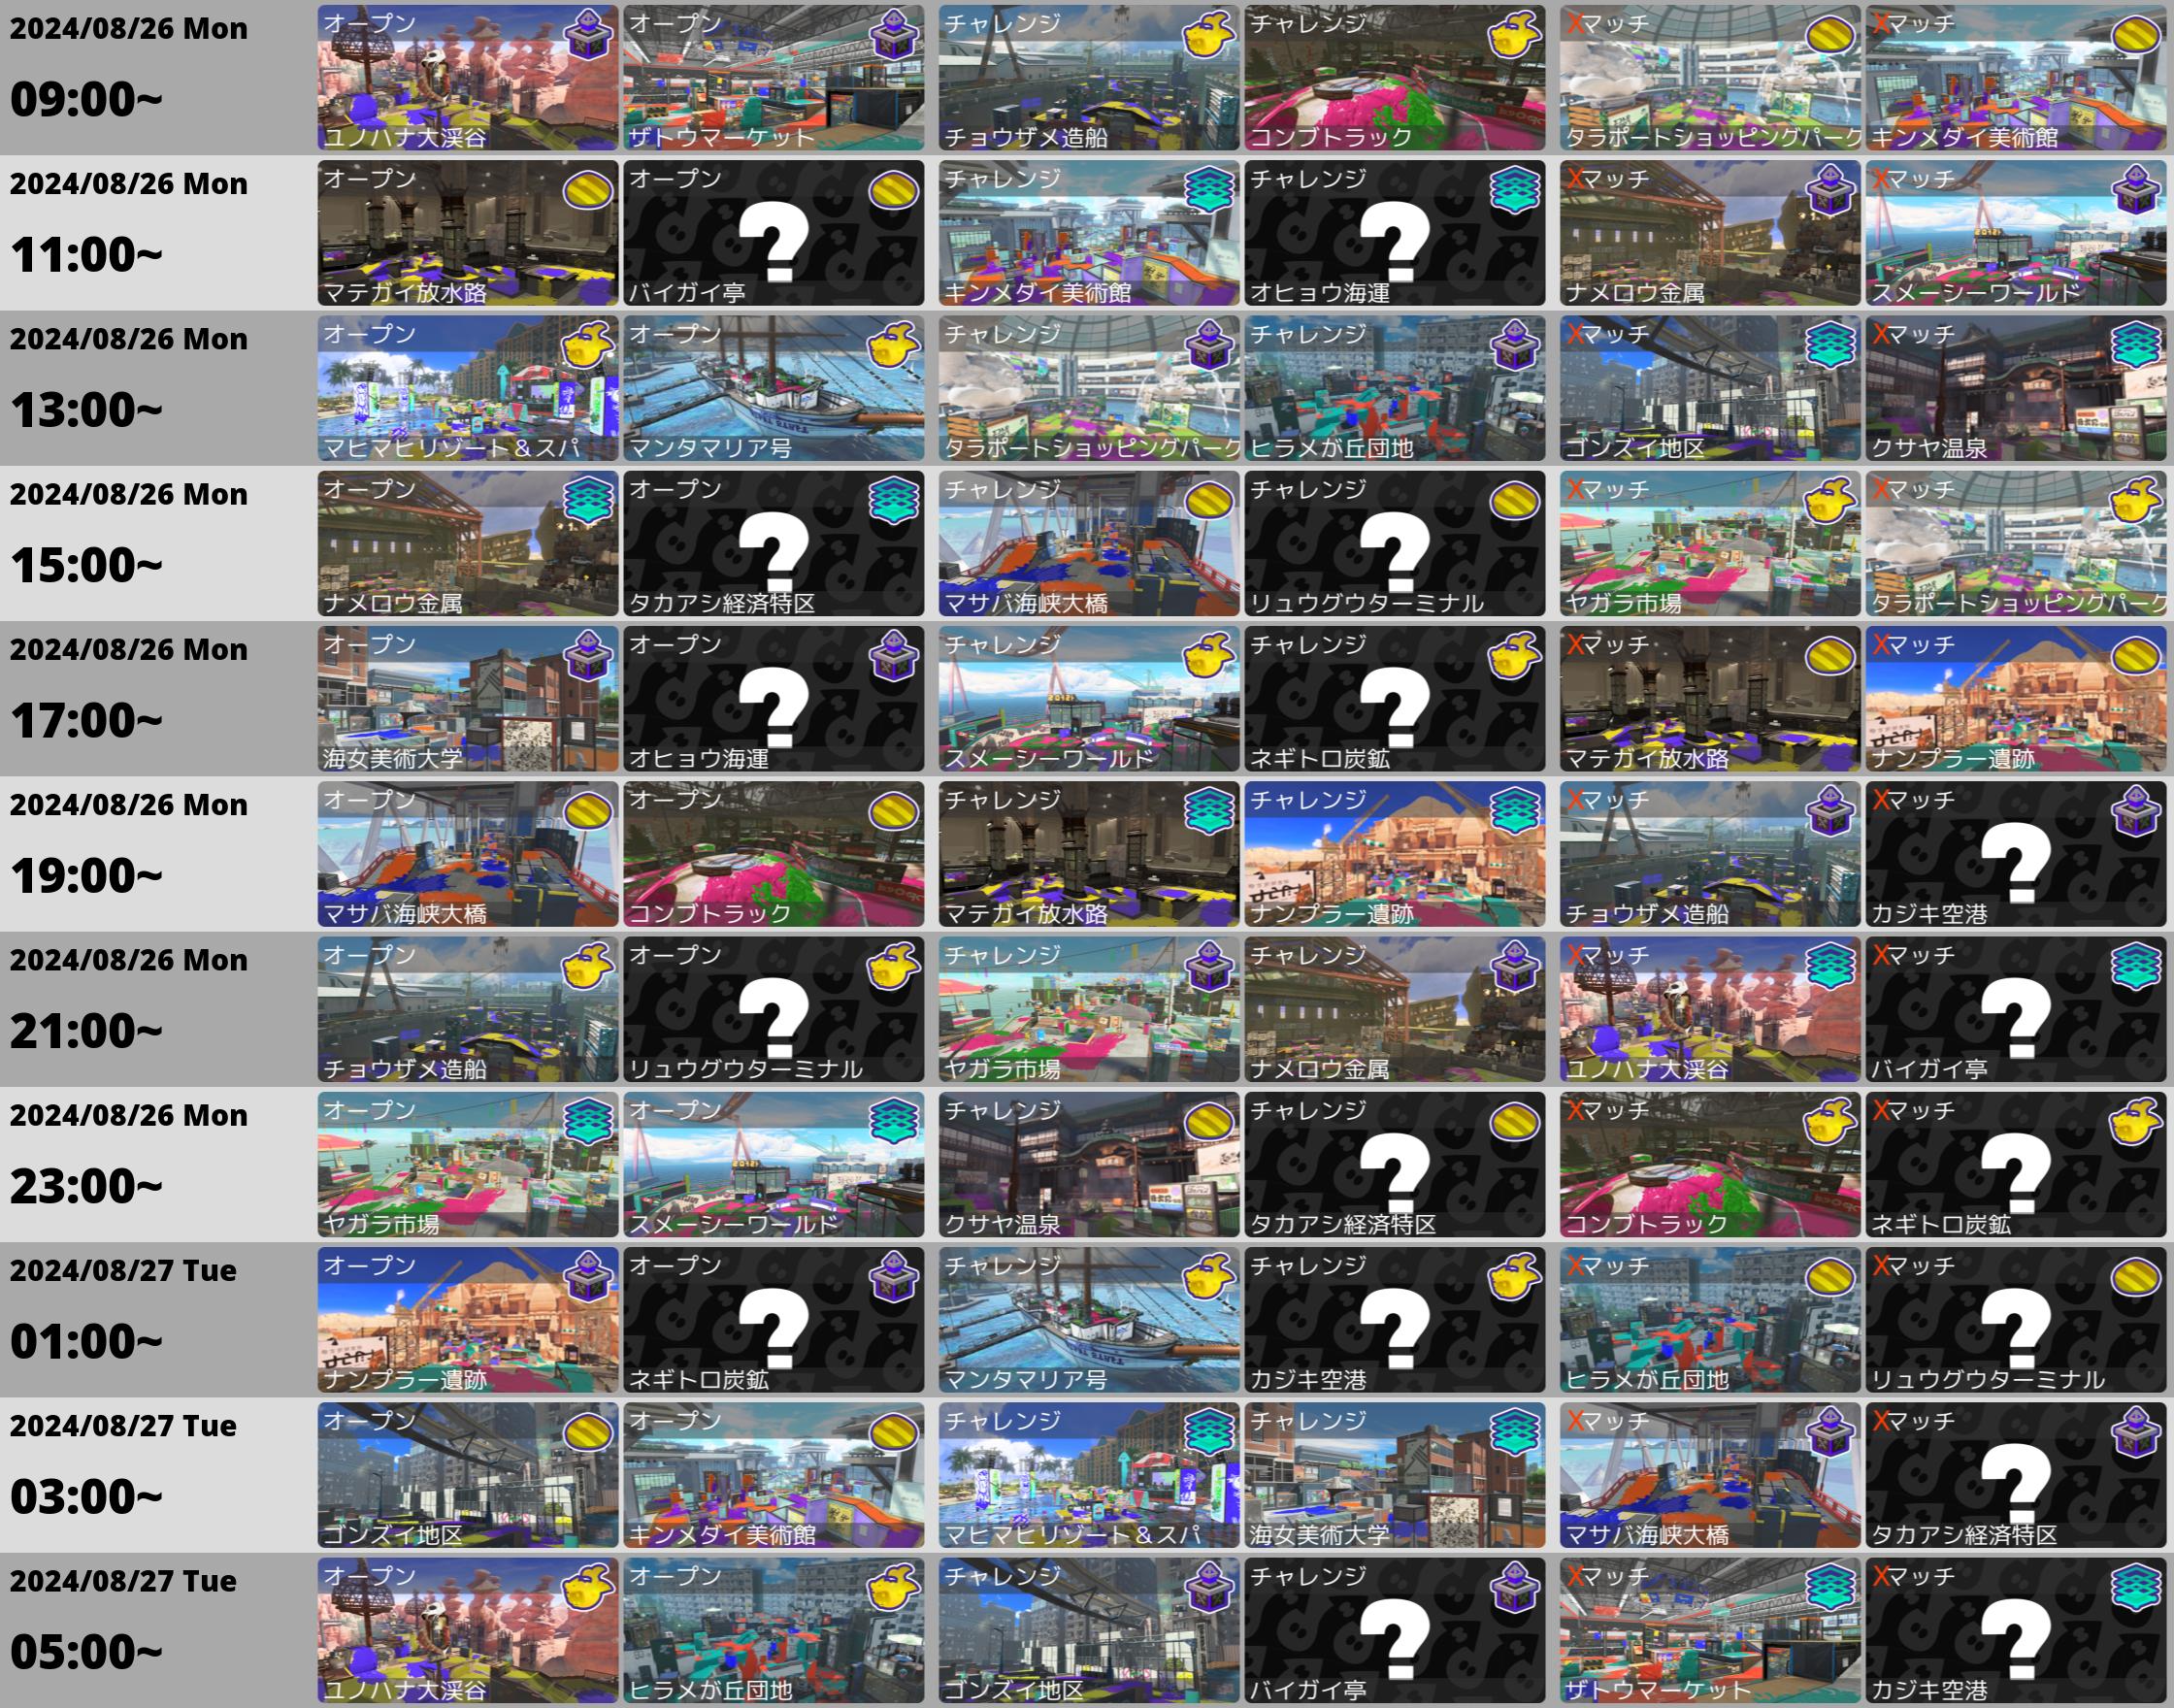 2024/08/26 Mon
09:00~
オープン
ユノハナ大渓谷
オープン
ザトウマーケット
チャレンジ
チョウザメ造船
チャレンジ
コンブトラック
Xマッチ
タラポートショッピングパーク
Xマッチ
キンメダイ美術館
2024/08/26 Mon
11:00~
オープン
マテガイ放水路
オープン
バイガイ亭
チャレンジ
キンメダイ美術館
チャレンジ
オヒョウ海運
Xマッチ
ナメロウ金属
Xマッチ
スメーシーワールド
2024/08/26 Mon
13:00~
オープン
マヒマヒリゾート&スパ
オープン
マンタマリア号
チャレンジ
タラポートショッピングパーク
チャレンジ
ヒラメが丘団地
Xマッチ
ゴンズイ地区
Xマッチ
クサヤ温泉
2024/08/26 Mon
15:00~
オープン
ナメロウ金属
オープン
タカアシ経済特区
チャレンジ
マサバ海峡大橋
チャレンジ
リュウグウターミナル
Xマッチ
ヤガラ市場
Xマッチ
タラポートショッピングパーク
2024/08/26 Mon
17:00~
オープン
海女美術大学
オープン
オヒョウ海運
チャレンジ
スメーシーワールド
チャレンジ
ネギトロ炭鉱
Xマッチ
マテガイ放水路
Xマッチ
ナンプラー遺跡
2024/08/26 Mon
19:00~
オープン
マサバ海峡大橋
オープン
コンブトラック
チャレンジ
マテガイ放水路
チャレンジ
ナンプラー遺跡
Xマッチ
チョウザメ造船
Xマッチ
カジキ空港
2024/08/26 Mon
21:00~
オープン
チョウザメ造船
オープン
リュウグウターミナル
チャレンジ
ヤガラ市場
チャレンジ
ナメロウ金属
Xマッチ
ユノハナ大渓谷
Xマッチ
バイガイ亭
2024/08/26 Mon
23:00~
オープン
ヤガラ市場
オープン
スメーシーワールド
チャレンジ
クサヤ温泉
チャレンジ
タカアシ経済特区
Xマッチ
コンブトラック
Xマッチ
ネギトロ炭鉱
2024/08/27 Tue
01:00~
オープン
ナンプラー遺跡
オープン
ネギトロ炭鉱
チャレンジ
マンタマリア号
チャレンジ
カジキ空港
Xマッチ
ヒラメが丘団地
Xマッチ
リュウグウターミナル
2024/08/27 Tue
03:00~
オープン
ゴンズイ地区
オープン
キンメダイ美術館
チャレンジ
マヒマヒリゾート&スパ
チャレンジ
海女美術大学
Xマッチ
マサバ海峡大橋
Xマッチ
タカアシ経済特区
2024/08/27 Tue
05:00~
オープン
ユノハナ大渓谷
オープン
ヒラメが丘団地
チャレンジ
ゴンズイ地区
チャレンジ
バイガイ亭
Xマッチ
ザトウマーケット
Xマッチ
カジキ空港